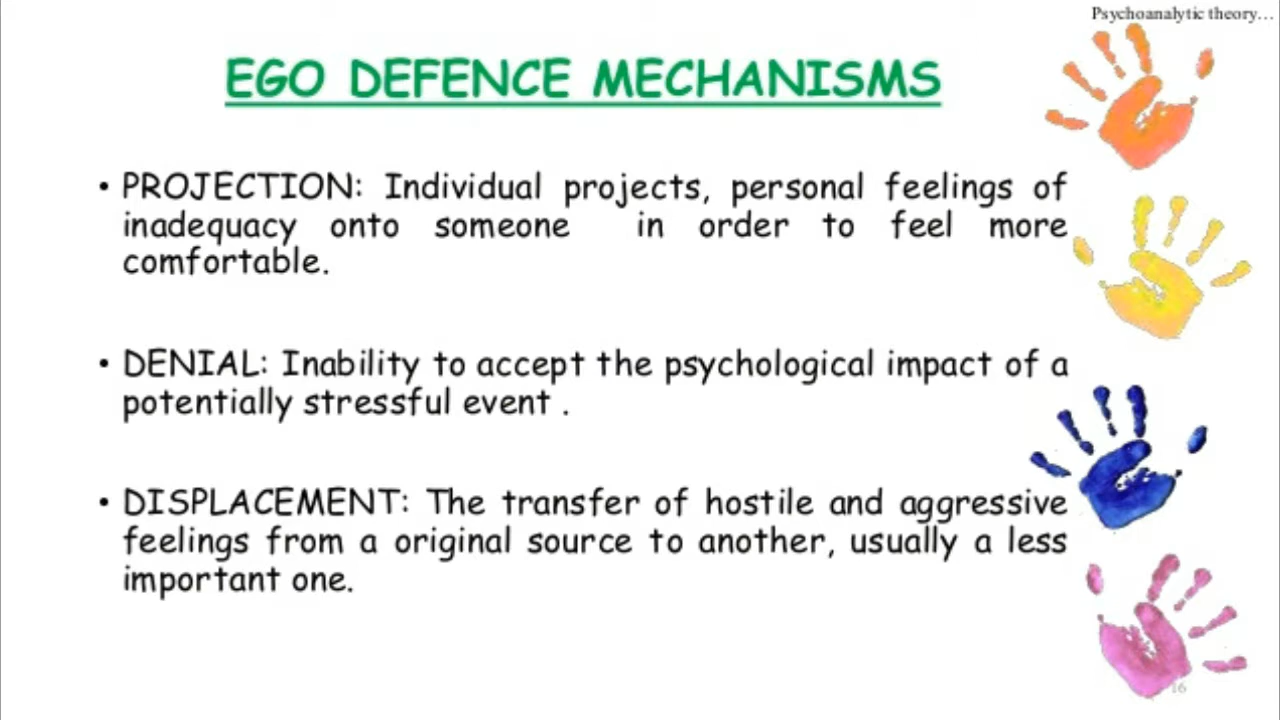 Psychoanalytic theory...
EGO DEFENCE MECHANISMS
• PROJECTION: Individual projects, personal feelings of
inadequacy onto someone in order to feel more
comfortable.
• DENIAL: Inability to accept the psychological impact of a
potentially stressful event .
• DISPLACEMENT: The transfer of hostile and aggressive
feelings from a original source to another, usually a less
important one.
16